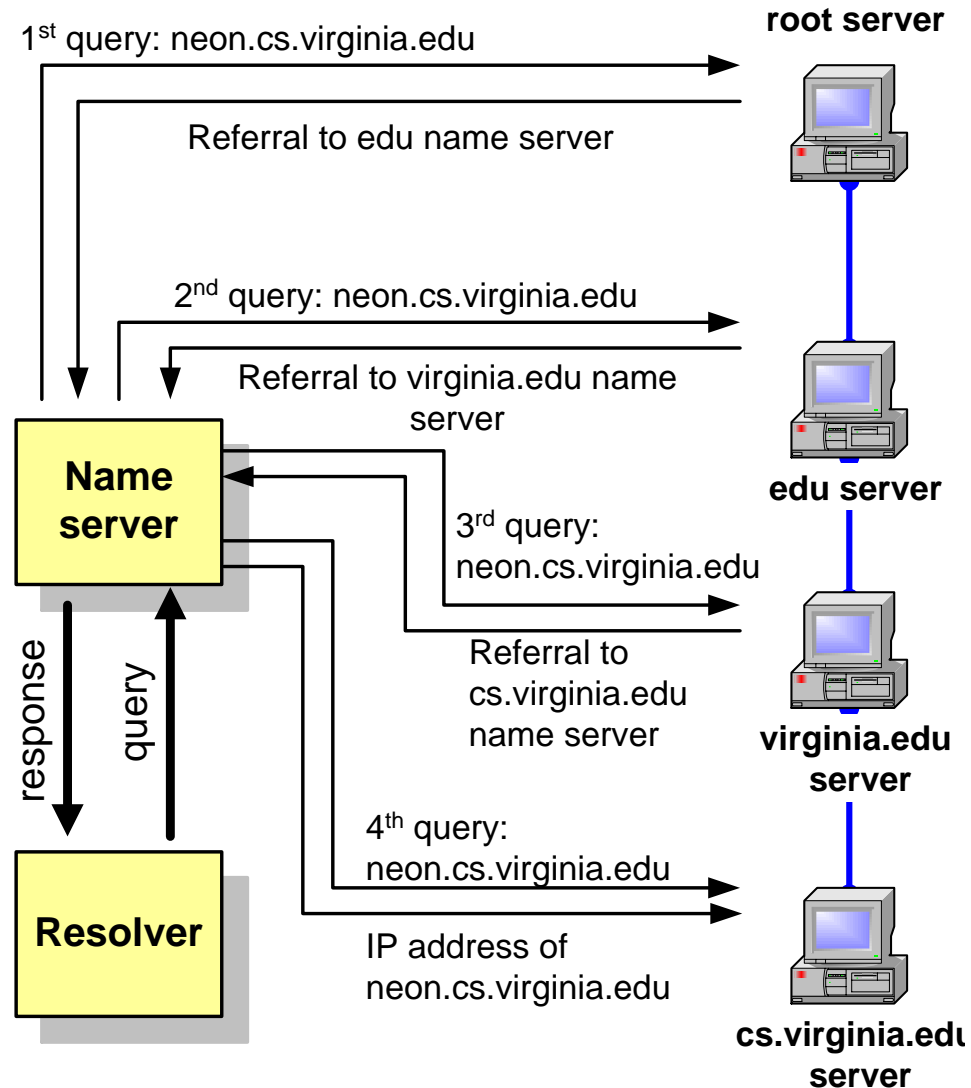 root server
1st query: neon.cs.virginia.edu
Referral to edu name server
2nd query: neon.cs.virginia.edu
Referral to virginia.edu name
server
edu server
Name
server
3rd query:
neon.cs.virginia.edu
Referral to
cs.virginia.edu
name server
virginia.edu
server
response
query
4th query:
neon.cs.virginia.edu
Resolver
IP address of
neon.cs.virginia.edu
cs.virginia.edu
server